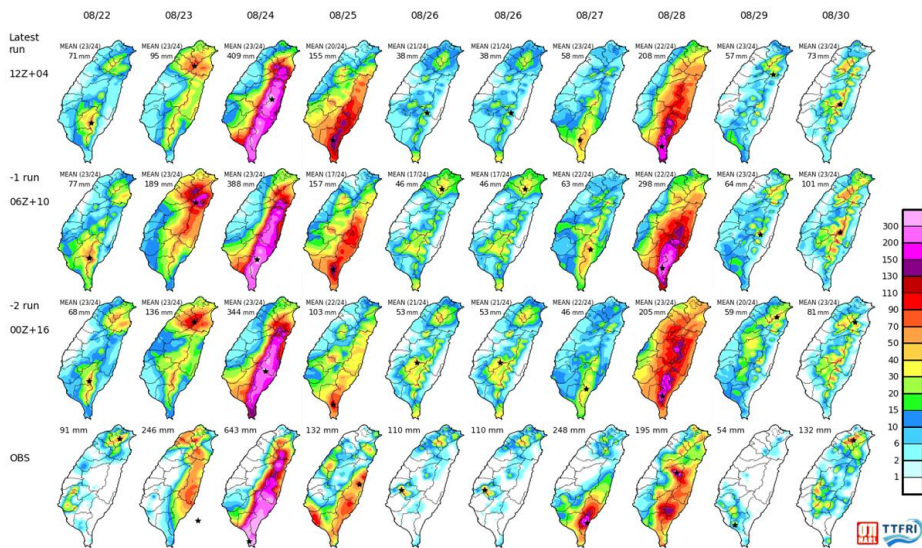 08/22 08/23 08/24 08/25 08/26 08/26 08/27 08/28 08/29 08/30
Latest
run
12Z+04
MEAN (23/24) MEAN (23/24) MEAN (23/24) MEAN (20/24) MEAN (21/24) MEAN (21/24) MEAN (23/24) MEAN (22/24) MEAN (23/24) MEAN (23/24)
71 mm 95 mm 409 mm 155 mm 38 mm 38 mm 58 mm 208 mm 57 mm 73 mm
-1 run
06Z+10
MEAN (23/24) MEAN (23/24) MEAN (23/24) MEAN (17/24) MEAN (17/24) MEAN (17/24) MEAN (22/24) MEAN (22/24) MEAN (23/24) MEAN (23/24)
77 mm 189 mm 388 mm 157 mm 46 mm 46 mm 63 mm 298 mm 64 mm 101 mm
-2 run
00Z+16
MEAN (23/24) MEAN (23/24) MEAN (23/24) MEAN (22/24) MEAN (21/24) MEAN (21/24) MEAN (22/24) MEAN (23/24) MEAN (20/24) MEAN (23/24)
68 mm 136 mm 344 mm 103 mm 53 mm 53 mm 46 mm 205 mm 59 mm 81 mm
OBS
91 mm 246 mm 643 mm 132 mm 110 mm 110 mm 248 mm 195 mm 54 mm 132 mm
300
200
150
130
110
90
70
50
40
30
20
15
10
6
2
1
TTFRI